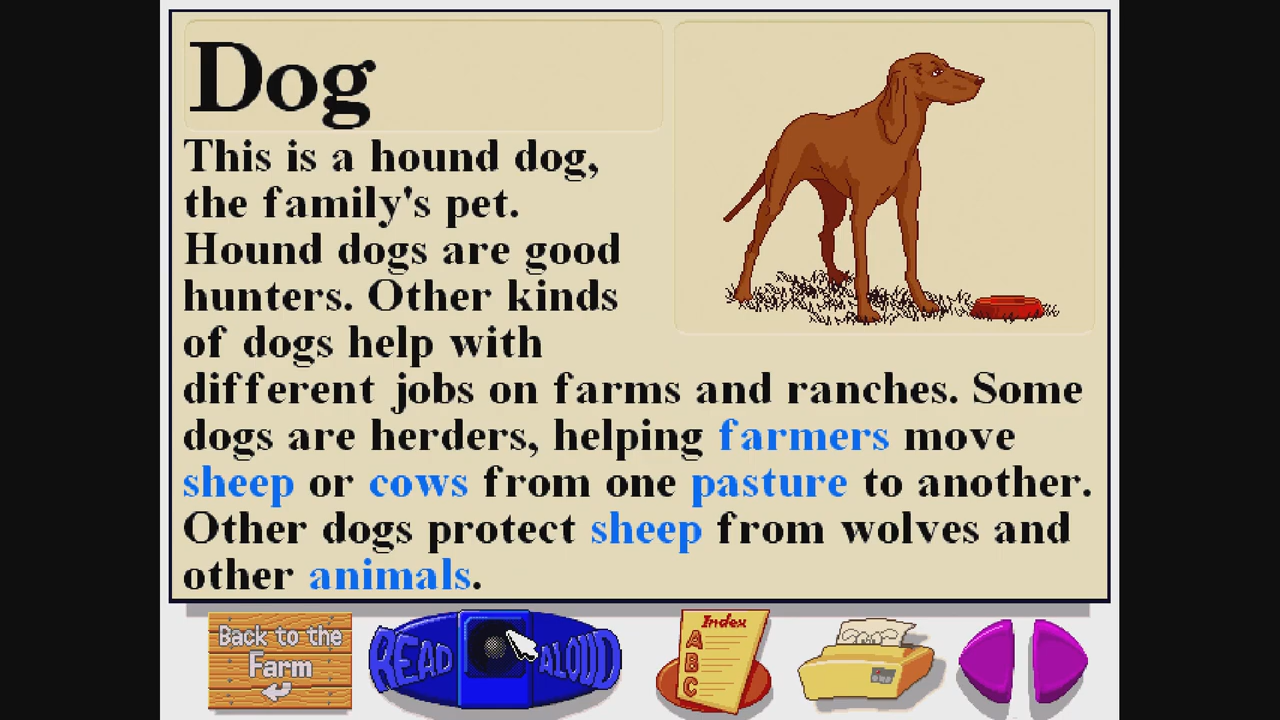 Dog
This is a hound dog,
the family's pet.
Hound dogs are good
hunters. Other kinds
of dogs help with
different jobs on farms and ranches. Some
dogs are herders, helping farmers move
sheep or cows from one pasture to another.
Other dogs protect sheep from wolves and
other animals.
Back to the
Farm
READ ALOUD
Index
A
B
C